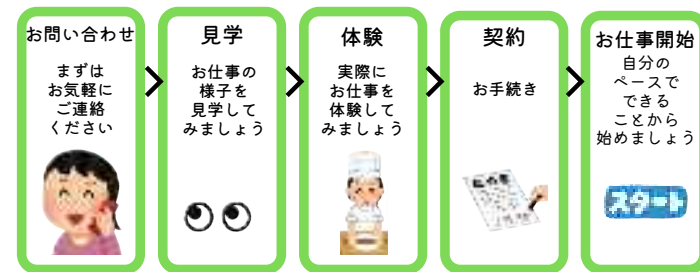 お問い合わせ
まずは
お気軽に
ご連絡
ください
見学
お仕事の
様子を
見学して
みましょう
体験
実際に
お仕事を
体験して
みましょう
契約
お手続き
お仕事開始
自分の
ペースで
できる
ことから
始めましょう
スタート